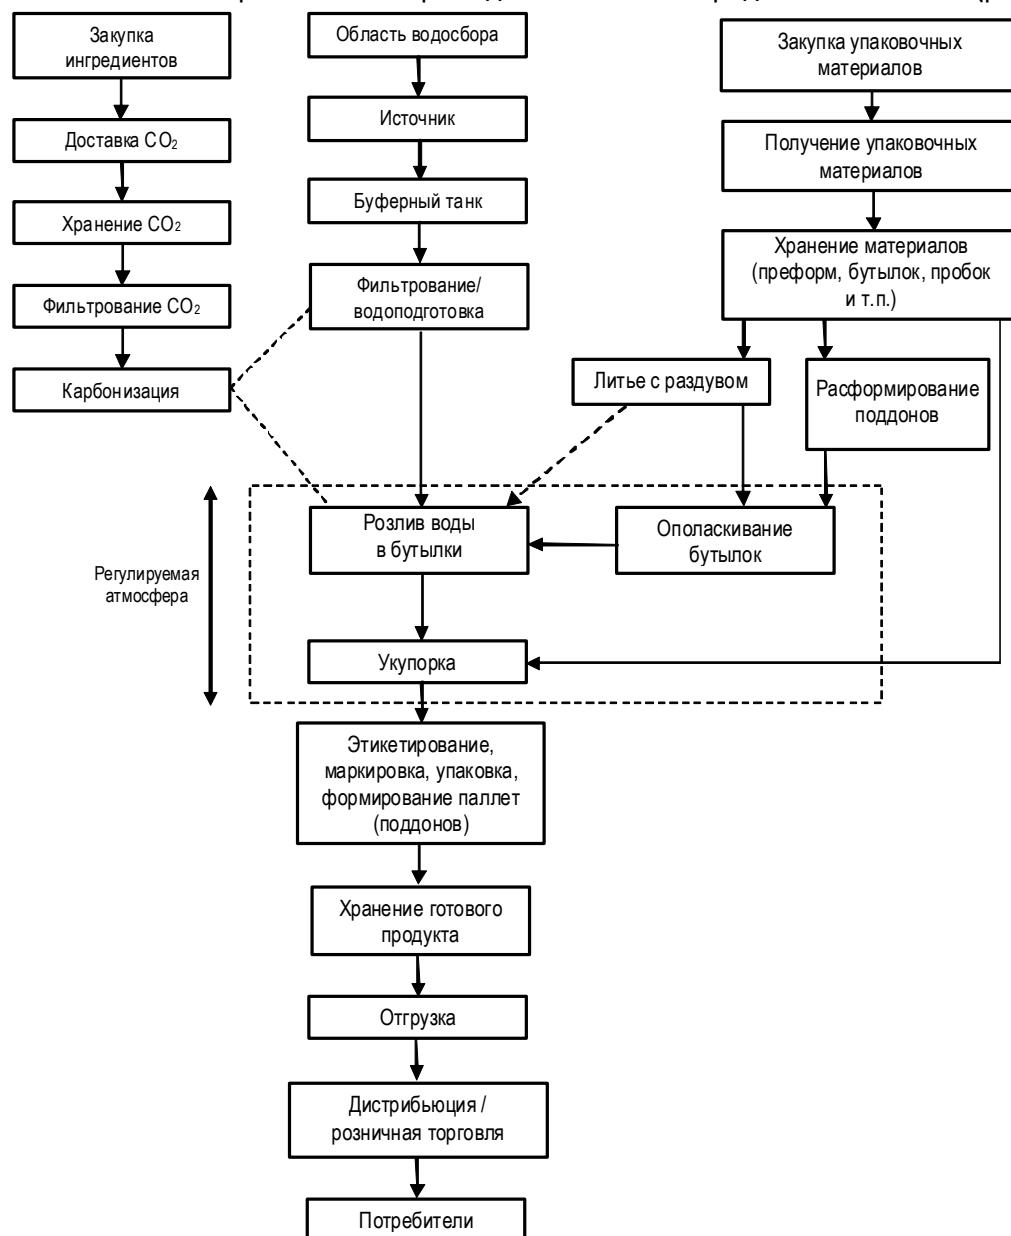 Закупка
ингредиентов
Доставка CO₂
Хранение CO₂
Фильтрование CO₂
Карбонизация
Область водосбора
Источник
Буферный танк
Фильтрование/
водоподготовка
Закупка упаковочных
материалов
Получение упаковочных
материалов
Хранение материалов
(преформ, бутылок, пробок
и т.п.)
Литье с раздувом
Расформирование
поддонов
Регулируемая
атмосфера
Розлив воды
в бутылки
Ополаскивание
бутылок
Укупорка
Этикетирование,
маркировка, упаковка,
формирование паллет
(поддонов)
Хранение готового
продукта
Отгрузка
Дистрибьюция /
розничная торговля
Потребители